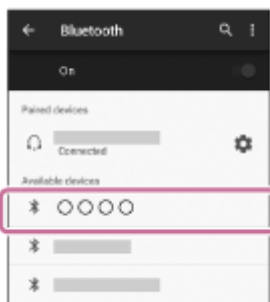 Bluetooth
On
Paired devices
Connected
Available devices
○○○○